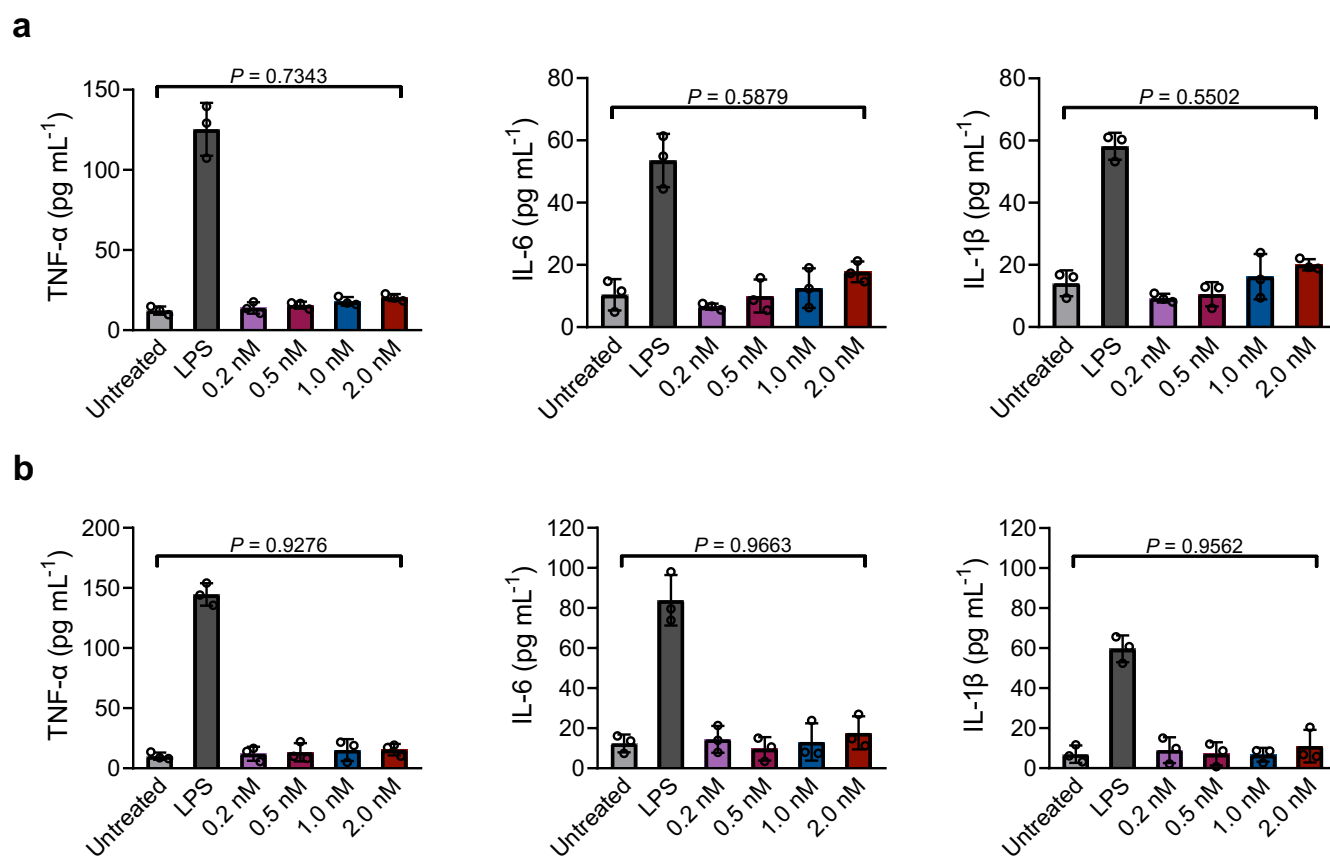 a
P = 0.7343
TNF-α (pg mL⁻¹)
150
100
50
0
Untreated
LPS
0.2 nM
0.5 nM
1.0 nM
2.0 nM
P = 0.5879
IL-6 (pg mL⁻¹)
80
60
40
20
0
Untreated
LPS
0.2 nM
0.5 nM
1.0 nM
2.0 nM
P = 0.5502
IL-1β (pg mL⁻¹)
80
60
40
20
0
Untreated
LPS
0.2 nM
0.5 nM
1.0 nM
2.0 nM
b
P = 0.9276
TNF-α (pg mL⁻¹)
200
150
100
50
0
Untreated
LPS
0.2 nM
0.5 nM
1.0 nM
2.0 nM
P = 0.9663
IL-6 (pg mL⁻¹)
120
100
80
60
40
20
0
Untreated
LPS
0.2 nM
0.5 nM
1.0 nM
2.0 nM
P = 0.9562
IL-1β (pg mL⁻¹)
120
100
80
60
40
20
0
Untreated
LPS
0.2 nM
0.5 nM
1.0 nM
2.0 nM